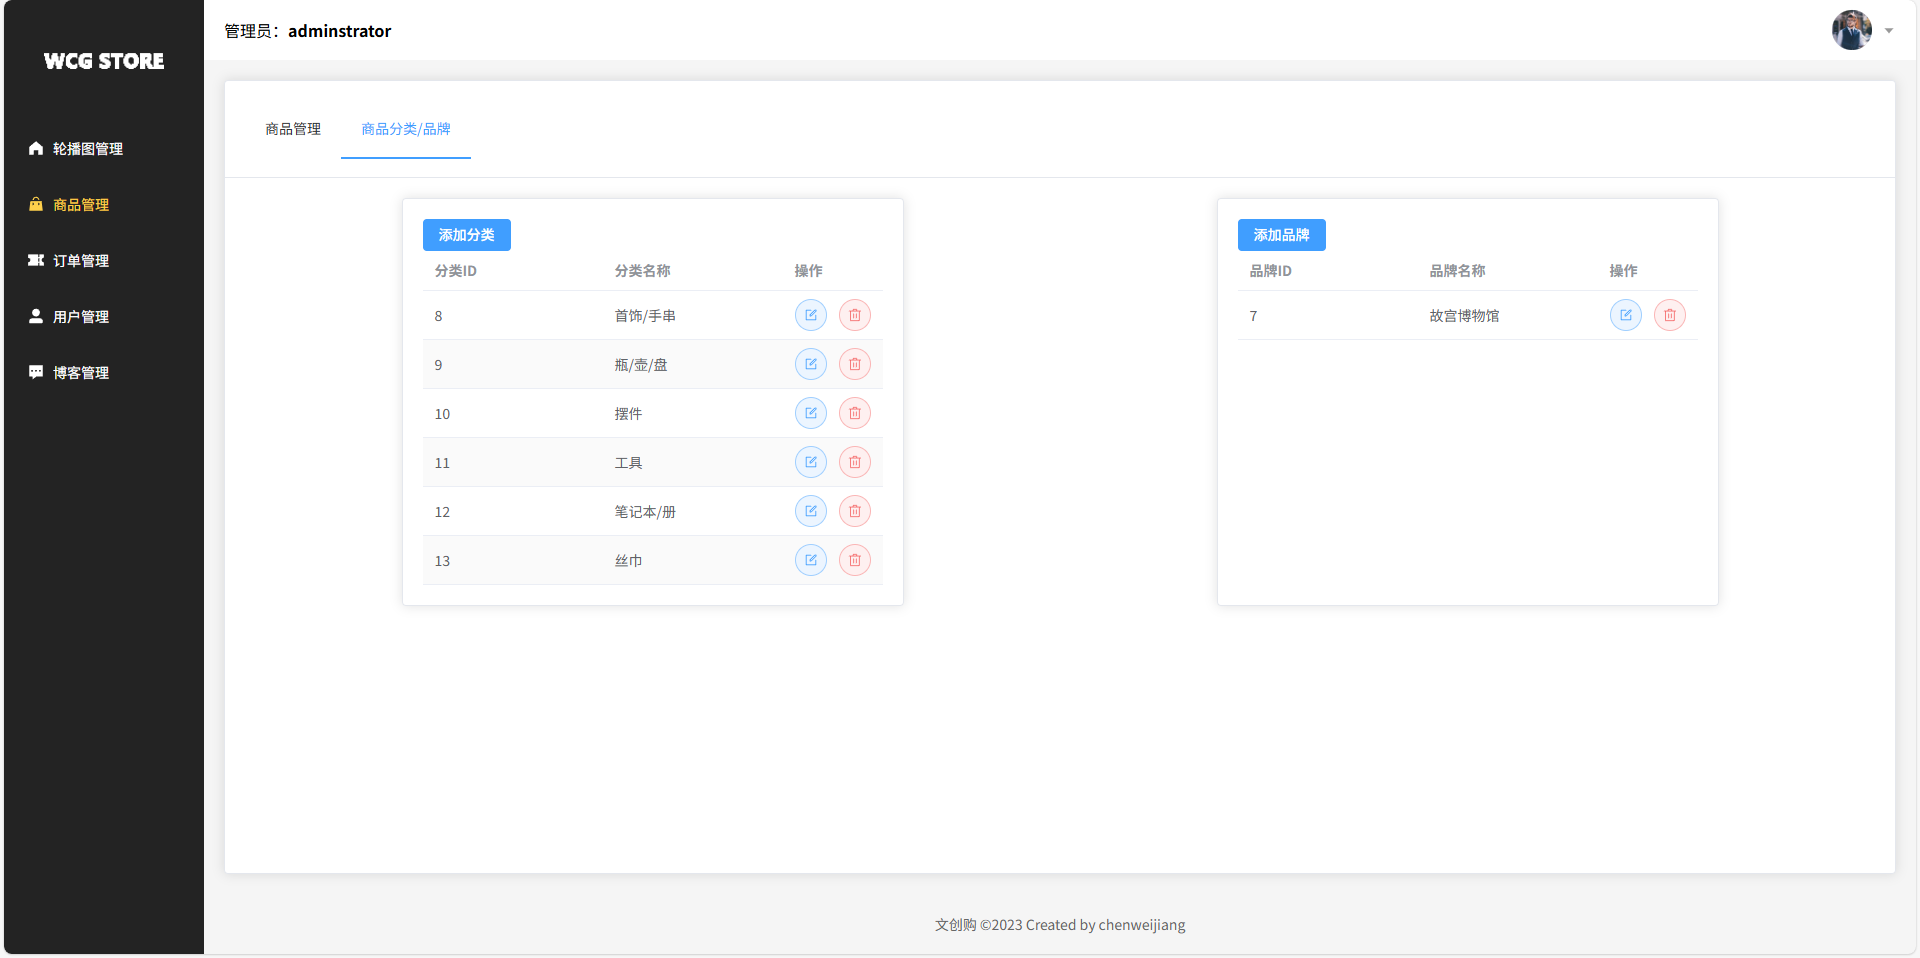 WCG STORE
轮播图管理
商品管理
订单管理
用户管理
博客管理
管理员：adminstrator
商品管理 商品分类/品牌
添加分类
分类ID 分类名称 操作
8 首饰/手串
9 瓶/壶/盘
10 摆件
11 工具
12 笔记本/册
13 丝巾
添加品牌
品牌ID 品牌名称 操作
7 故宫博物馆
文创购 ©2023 Created by chenweijiang